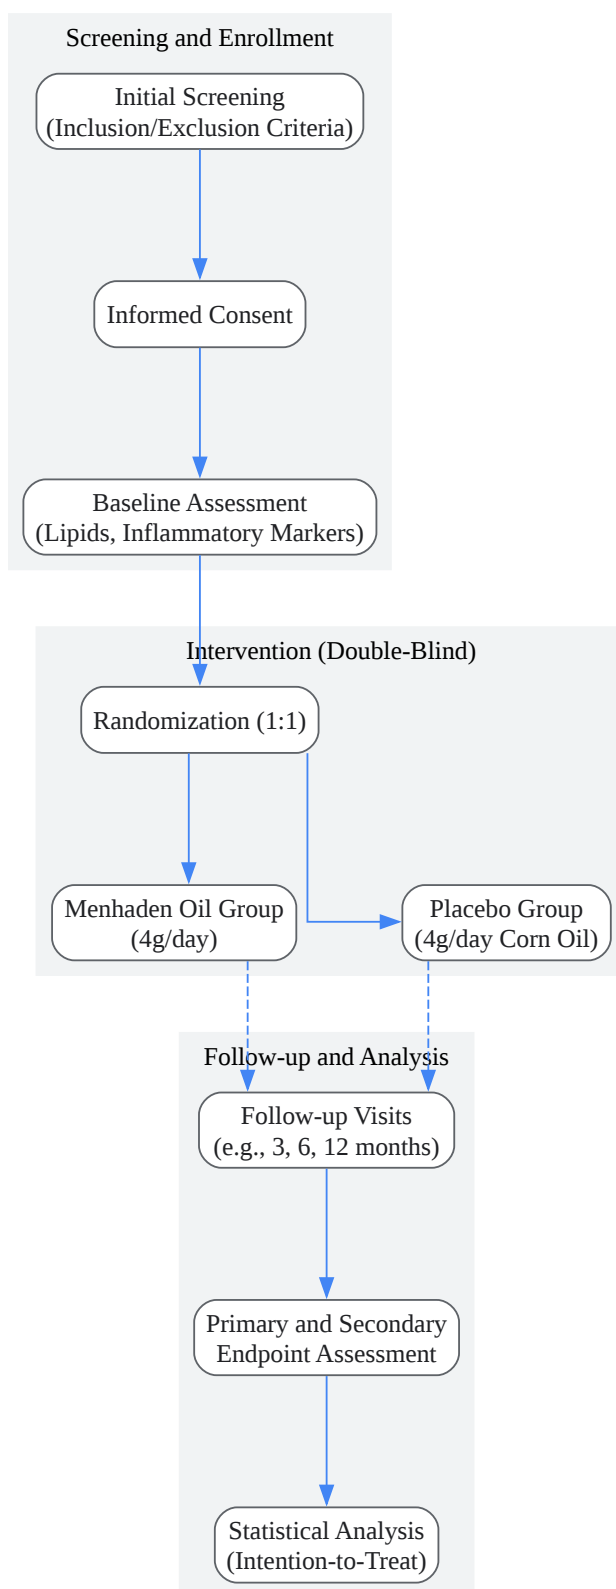 Screening and Enrollment
Initial Screening
(Inclusion/Exclusion Criteria)
Informed Consent
Baseline Assessment
(Lipids, Inflammatory Markers)
Intervention (Double-Blind)
Randomization (1:1)
Menhaden Oil Group
(4g/day)
Placebo Group
(4g/day Corn Oil)
Follow-up and Analysis
Follow-up Visits
(e.g., 3, 6, 12 months)
Primary and Secondary
Endpoint Assessment
Statistical Analysis
(Intention-to-Treat)